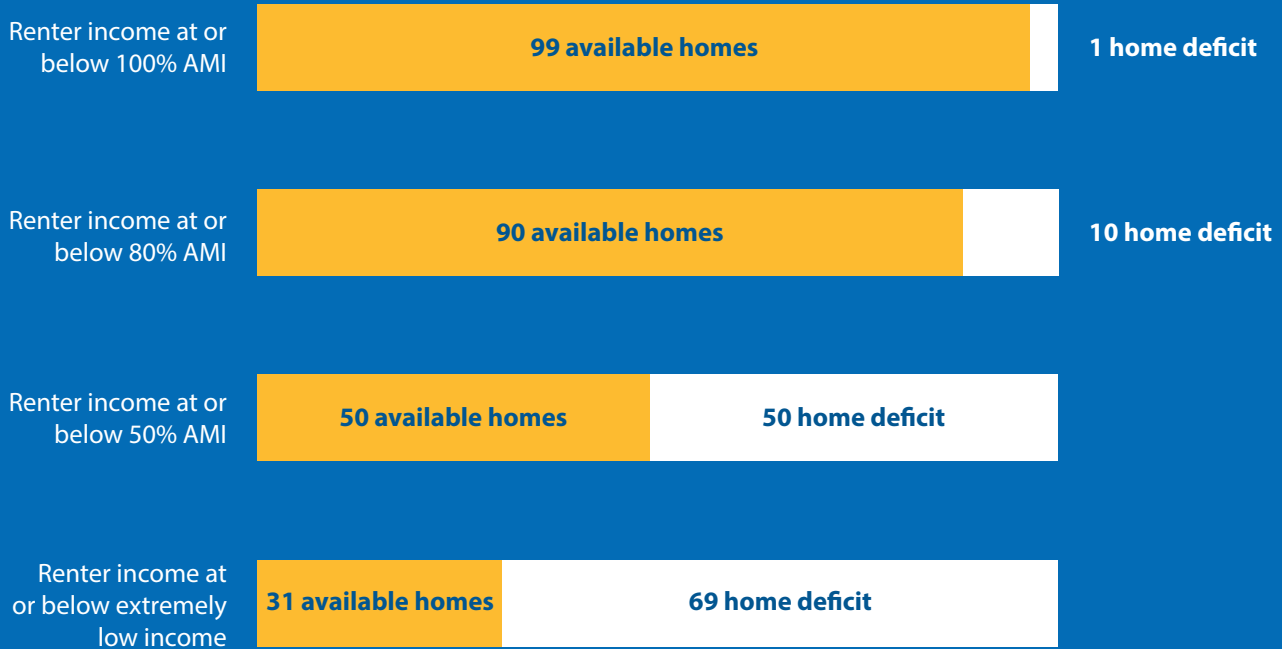 Renter income at or
below 100% AMI
99 available homes
1 home deficit
Renter income at or
below 80% AMI
90 available homes
10 home deficit
Renter income at or
below 50% AMI
50 available homes
50 home deficit
Renter income at
or below extremely
low income
31 available homes
69 home deficit